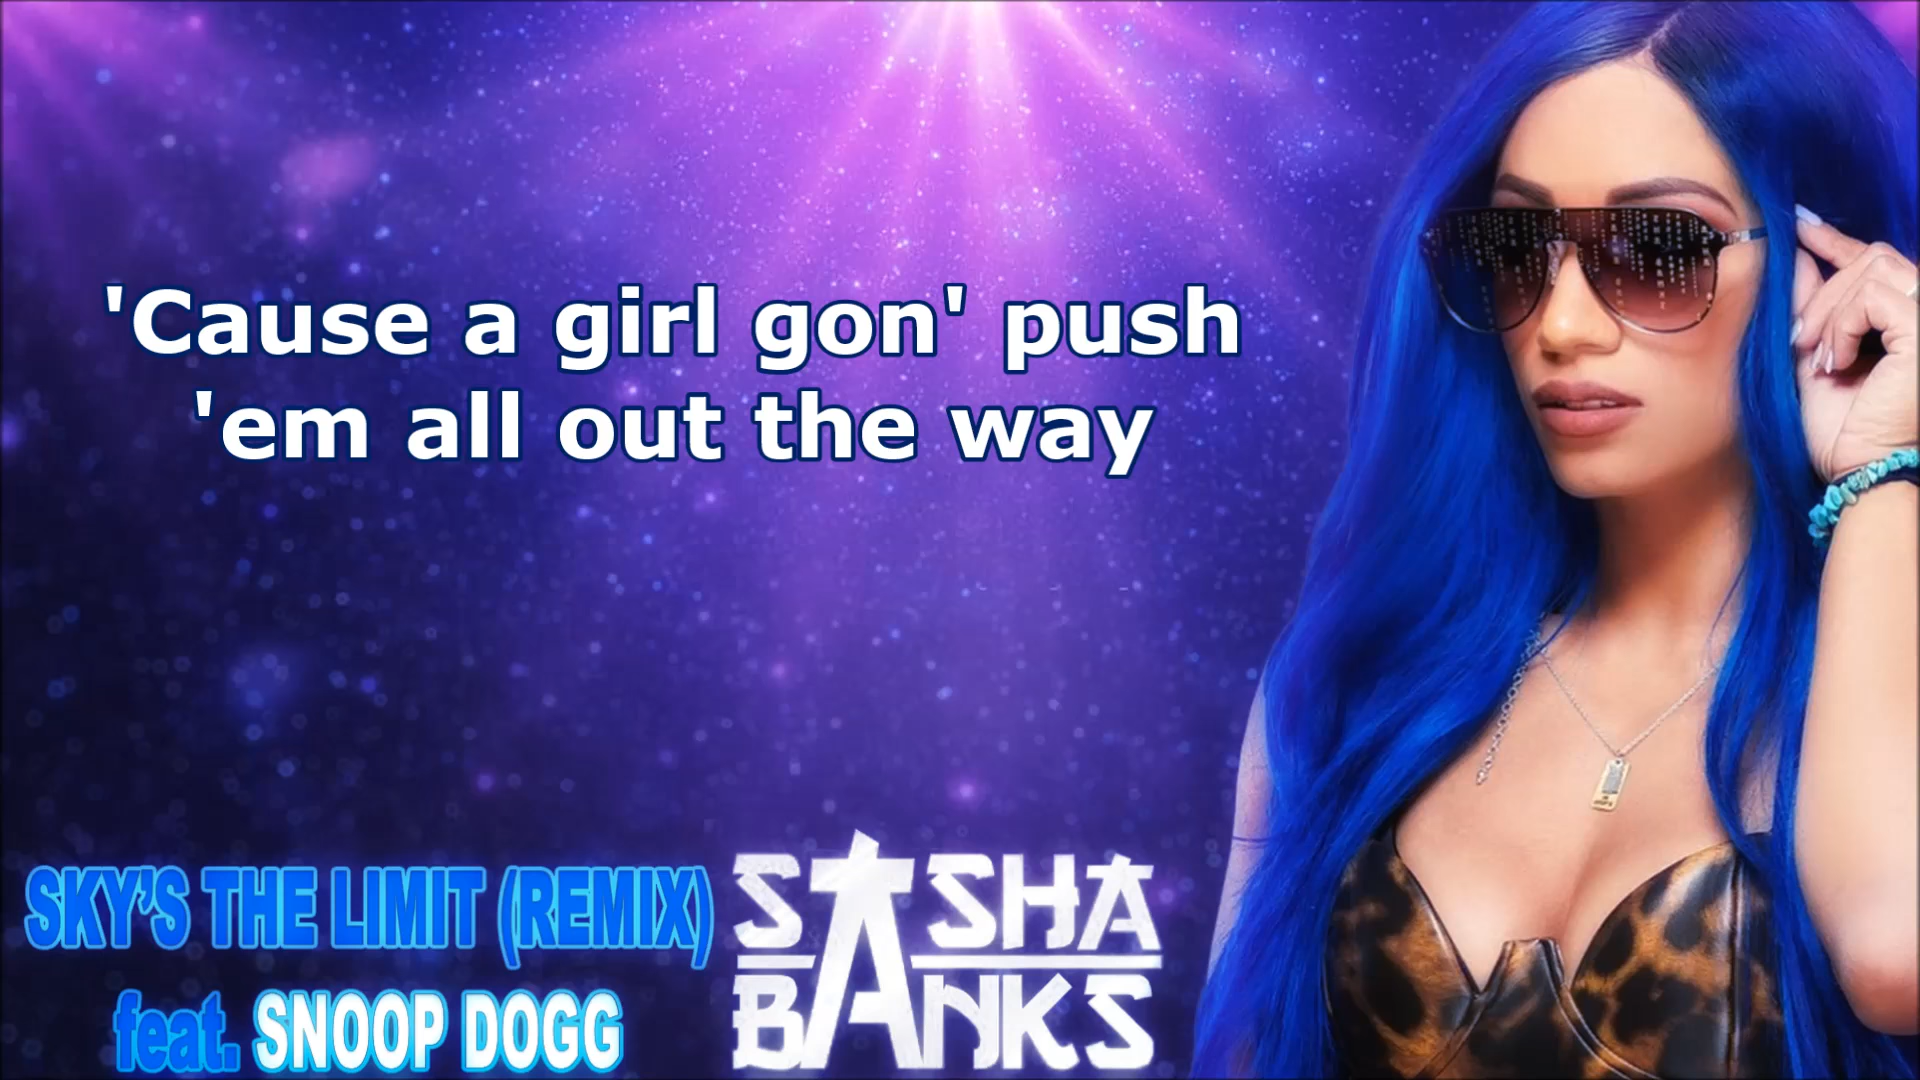 'Cause a girl gon' push
'em all out the way
SKY'S THE LIMIT (REMIX)
feat. SNOOP DOGG
SASHA
BANKS